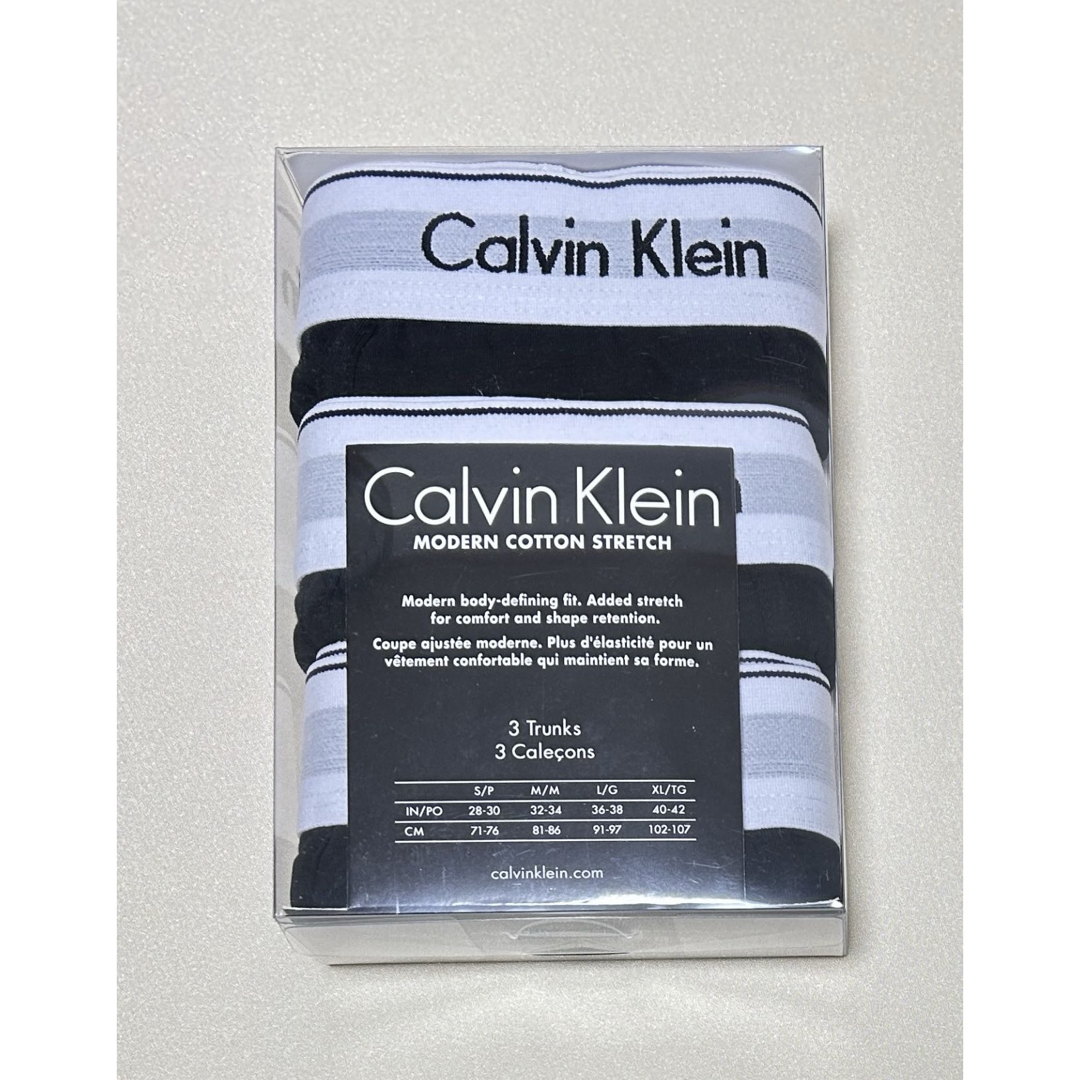 Calvin Klein
Calvin Klein
MODERN COTTON STRETCH
Modern body-defining fit. Added stretch
for comfort and shape retention.
Coupe ajustée moderne. Plus d'élasticité pour un
vêtement confortable qui maintient sa forme.
3 Trunks
3 Caleçons
S/P M/M L/G XL/TG
IN/PO 28-30 32-34 36-38 40-42
CM 71-76 81-86 91-97 102-107
calvinklein.com